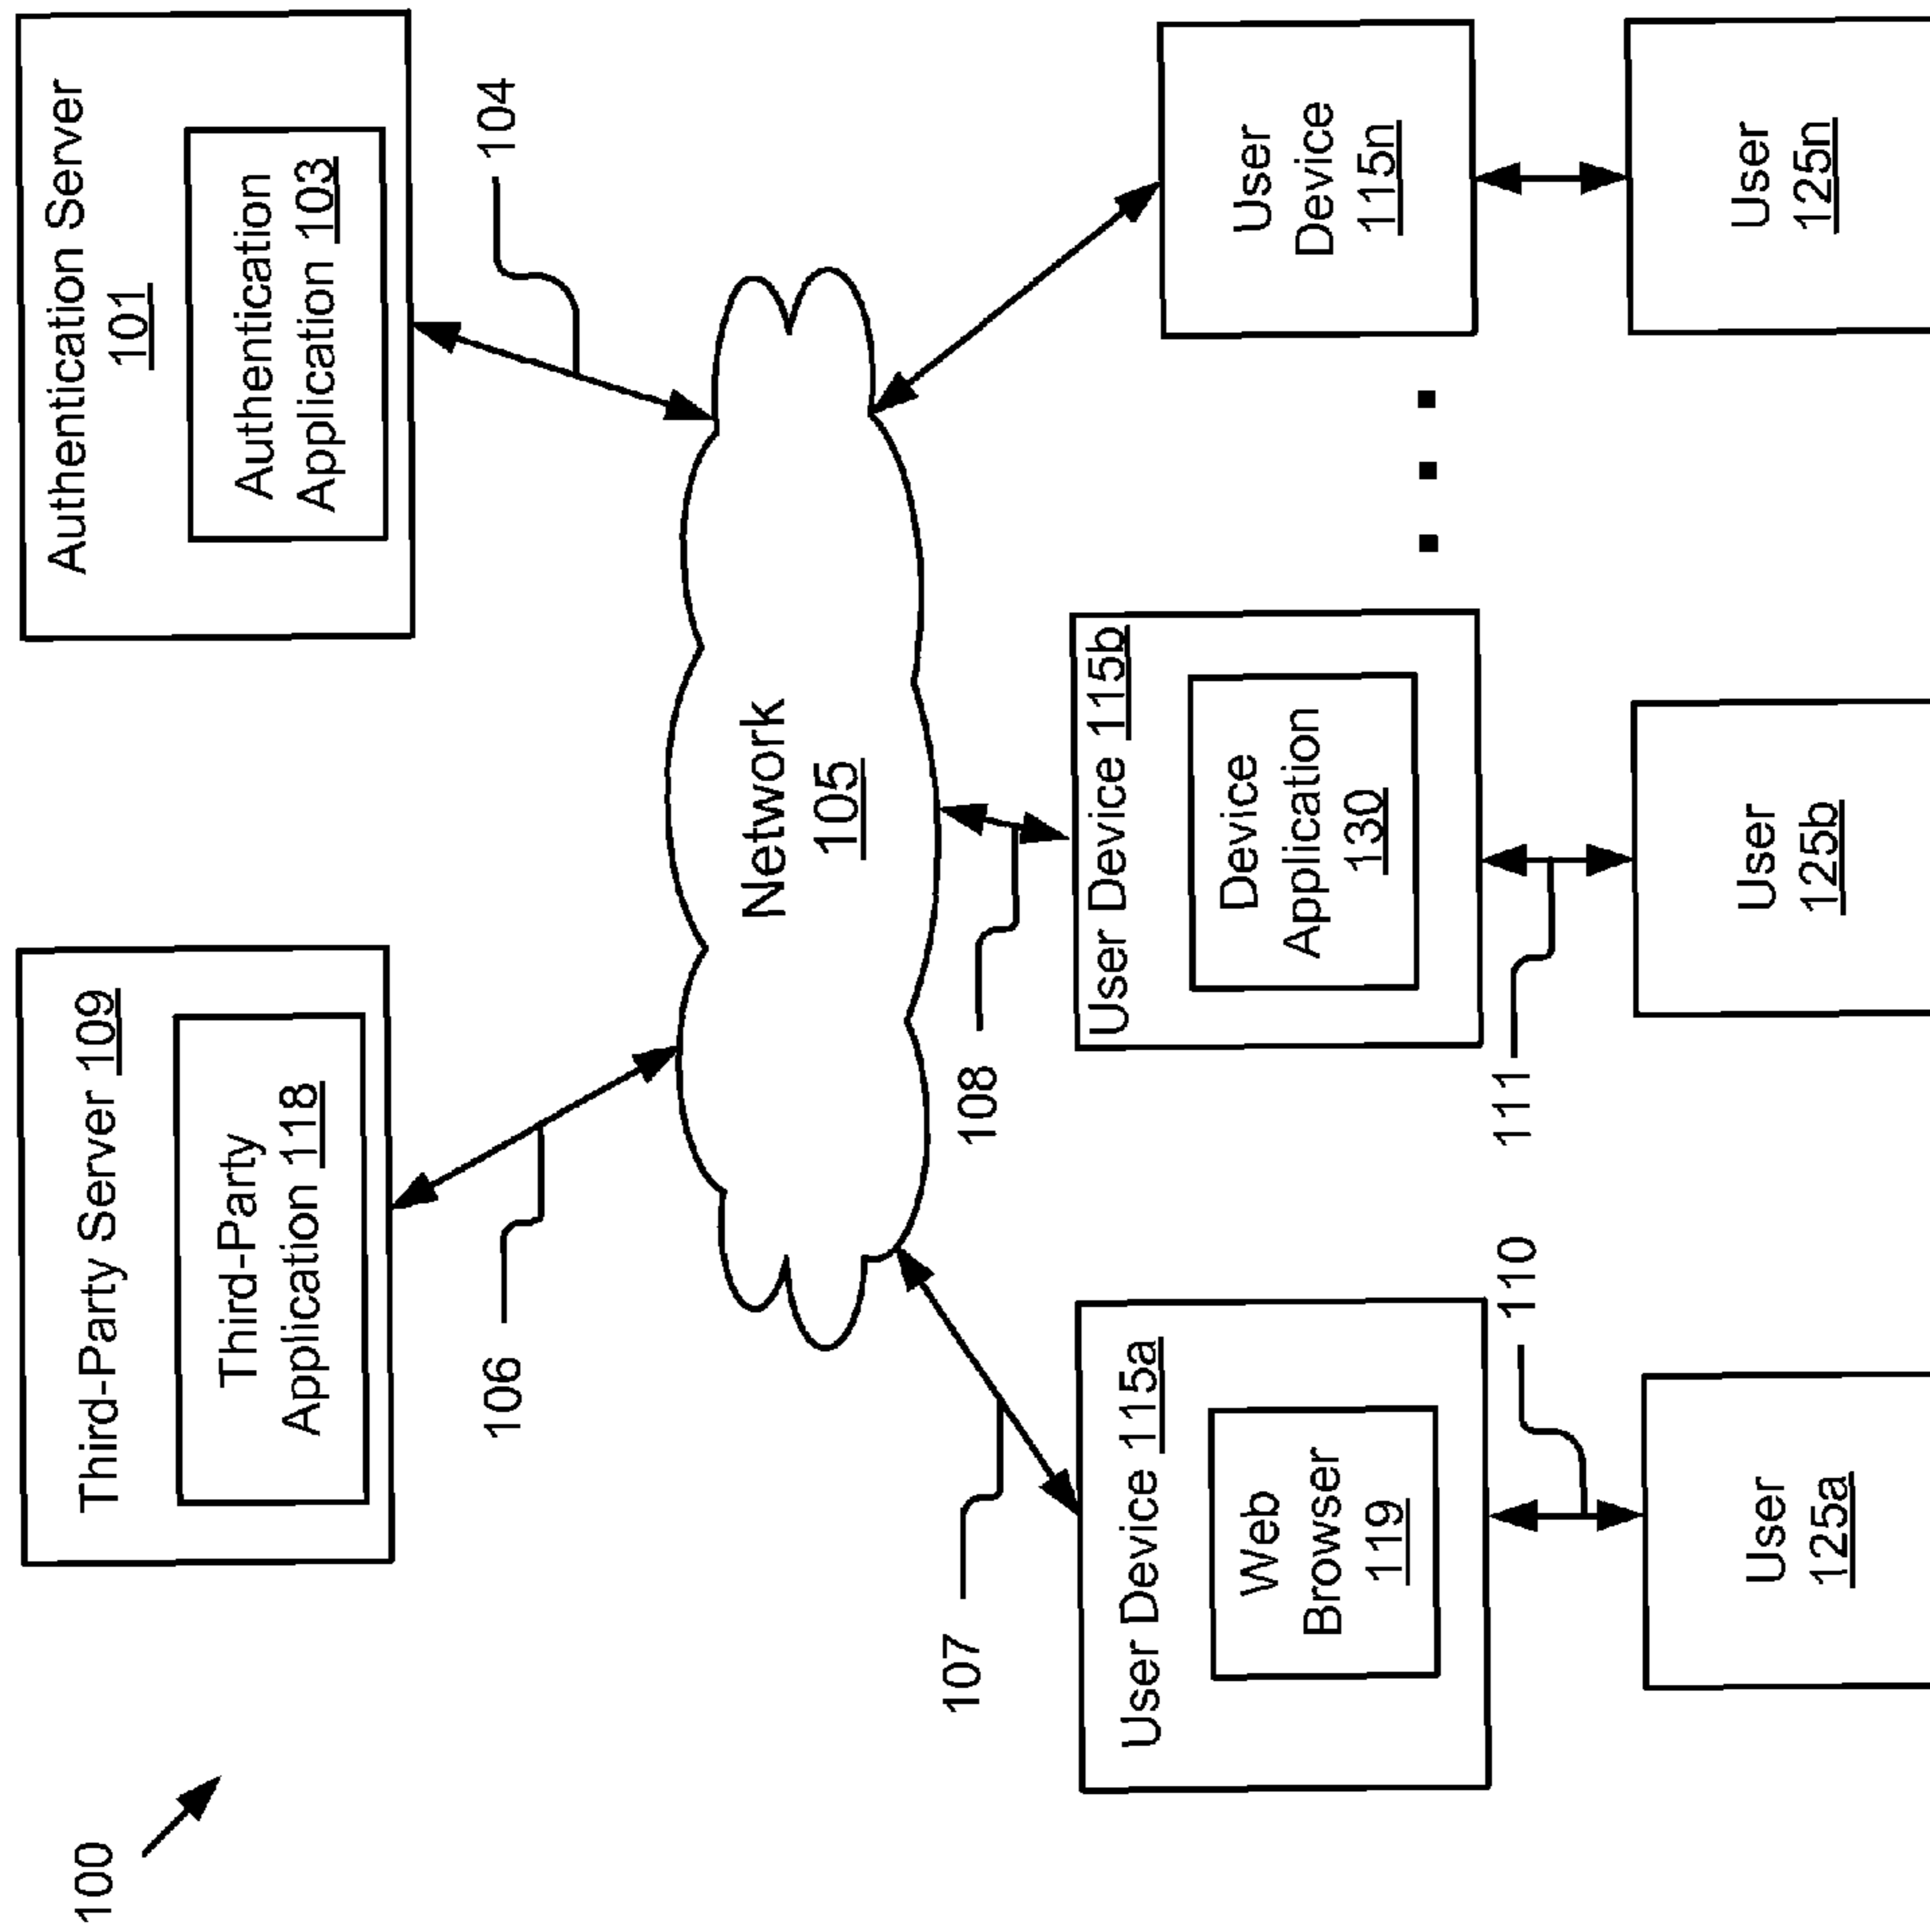 100
Third-Party Server 109
Third-Party
Application 118
Authentication Server
101
Authentication
Application 103
106
104
Network
105
107
108
User Device 115a
Web
Browser
119
User Device 115b
Device
Application
130
User
Device
115n
110
111
User
125a
User
125b
User
125n